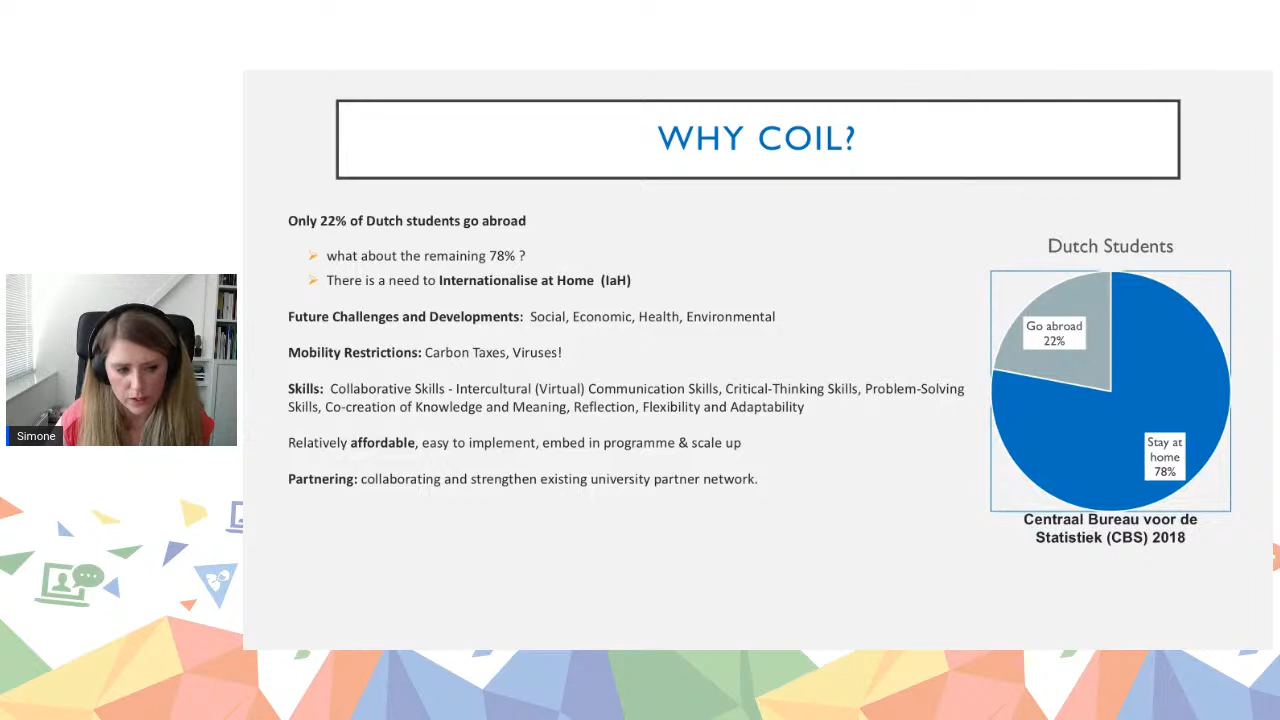 WHY COIL?
Only 22% of Dutch students go abroad
what about the remaining 78% ?
There is a need to Internationalise at Home (IaH)
Future Challenges and Developments: Social, Economic, Health, Environmental
Mobility Restrictions: Carbon Taxes, Viruses!
Skills: Collaborative Skills - Intercultural (Virtual) Communication Skills, Critical-Thinking Skills, Problem-Solving
Skills, Co-creation of Knowledge and Meaning, Reflection, Flexibility and Adaptability
Relatively affordable, easy to implement, embed in programme & scale up
Partnering: collaborating and strengthen existing university partner network.
Dutch Students
Go abroad
22%
Stay at
home
78%
Centraal Bureau voor de
Statistiek (CBS) 2018
Simone